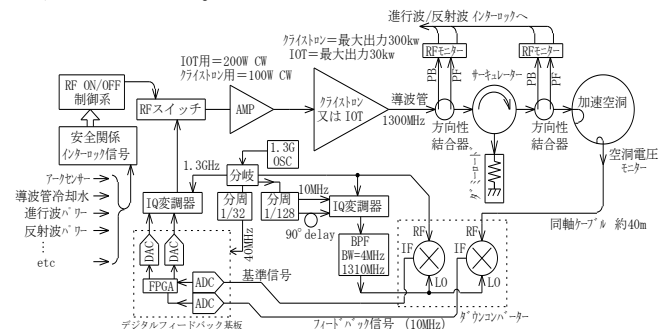 進行波/反射波 インターロックへ
クライストロン=最大出力300kw
IOT=最大出力30kw
IOT用=200W CW
クライストロン用=100W CW
RFモニター
RFモニター
サーキュレーター
PB
PF
PB
PF
RF ON/OFF
制御系
RFスイッチ
AMP
クライストロン
又は IOT
導波管
1300MHz
加速空洞
方向性
結合器
方向性
結合器
安全関係
インターロック信号
空洞電圧
モニター
ダミーロード
1.3G
OSC
1.3GHz
分岐
アークセンサー
導波管冷却水
進行波パワー
反射波パワー
⋮
etc
IQ変調器
分周
1/32
分周
1/128
10MHz
IQ変調器
90°delay
同軸ケーブル 約40m
40MHz
BPF
BW=4MHz
1310MHz
RF
IF
LO
RF
IF
LO
DAC
DAC
FPGA
ADC
ADC
基準信号
デジタルフィードバック基板
フィードバック信号 (10MHz)
ダウンコンバーター